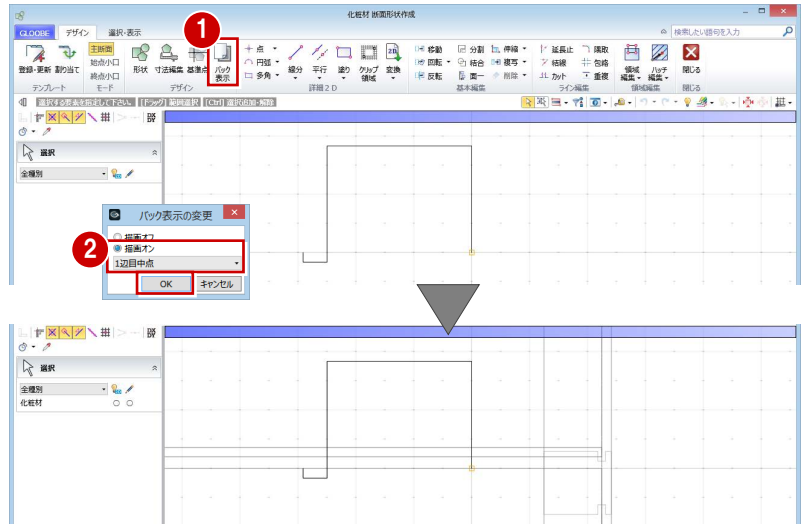 化粧材 断面形状作成
GLOOBE デザイン 選択・表示
検索したい語句を入力
1
登録・更新 割り当て
テンプレート
主断面
始点小口
終点小口
モード
形状 寸法編集 基準点 バック表示
デザイン
点
円弧
多角
線分 平行 塗り クリップ領域 変換
詳細2D
移動 分割 伸縮
回転 結合 複写
反転 面一 削除
基本編集
延長止 隅取
結線 包絡
カット 重複
ライン編集
領域編集 ハッチ編集
領域編集
閉じる
閉じる
選択する要素を指定して下さい。 [ドラッグ] 範囲選択 [Ctrl] 選択追加・解除
選択
全種別
バック表示の変更
描画オフ
2
描画オン
1辺目中点
OK キャンセル
選択
全種別
化粧材